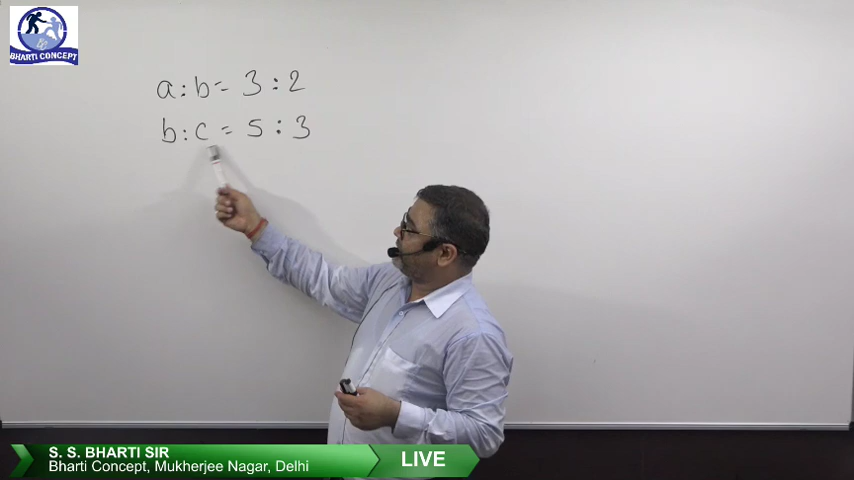 BHARTI CONCEPT
a : b = 3 : 2
b : c = 5 : 3
S. S. BHARTI SIR
Bharti Concept, Mukherjee Nagar, Delhi
LIVE